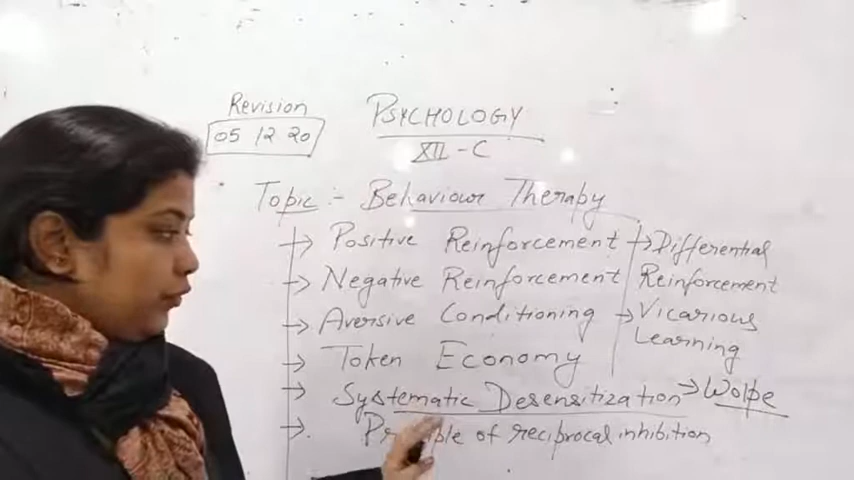 Revision
05 12 20
PSYCHOLOGY
XII - C
Topic :- Behaviour Therapy
→ Positive Reinforcement
→ Negative Reinforcement
→ Aversive Conditioning
→ Token Economy
→ Systematic Desensitization → Wolpe
→ of reciprocal inhibition
→ Differential
Reinforcement
→ Vicarious
Learning